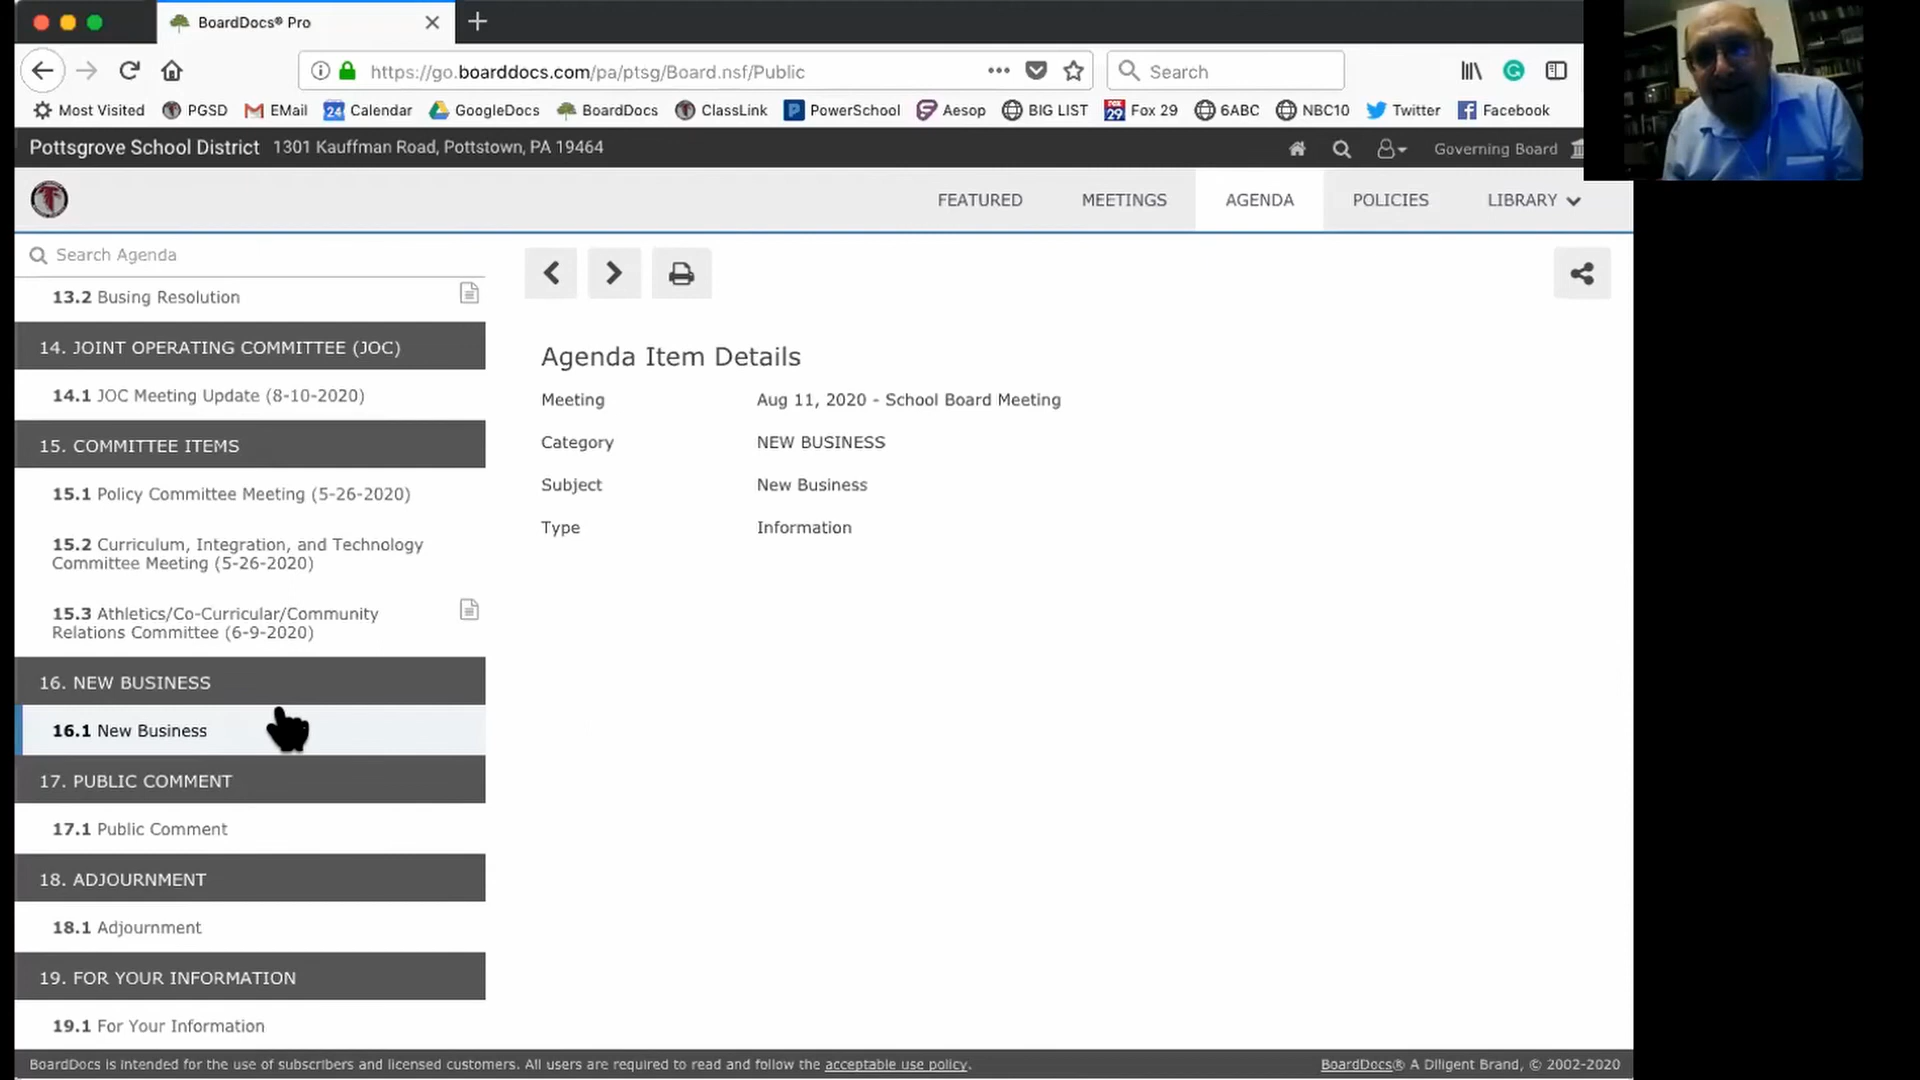 BoardDocs® Pro
https://go.boarddocs.com/pa/ptsg/Board.nsf/Public
Search
Most Visited PGSD EMail 24 Calendar GoogleDocs BoardDocs ClassLink PowerSchool Aesop BIG LIST FOX 29 Fox 29 6ABC NBC10 Twitter Facebook
Pottsgrove School District 1301 Kauffman Road, Pottstown, PA 19464
Governing Board
FEATURED MEETINGS AGENDA POLICIES LIBRARY
Search Agenda
13.2 Busing Resolution
14. JOINT OPERATING COMMITTEE (JOC)
14.1 JOC Meeting Update (8-10-2020)
15. COMMITTEE ITEMS
15.1 Policy Committee Meeting (5-26-2020)
15.2 Curriculum, Integration, and Technology
Committee Meeting (5-26-2020)
15.3 Athletics/Co-Curricular/Community
Relations Committee (6-9-2020)
16. NEW BUSINESS
16.1 New Business
17. PUBLIC COMMENT
17.1 Public Comment
18. ADJOURNMENT
18.1 Adjournment
19. FOR YOUR INFORMATION
19.1 For Your Information
Agenda Item Details
Meeting Aug 11, 2020 - School Board Meeting
Category NEW BUSINESS
Subject New Business
Type Information
BoardDocs is intended for the use of subscribers and licensed customers. All users are required to read and follow the acceptable use policy.
BoardDocs® A Diligent Brand, © 2002-2020